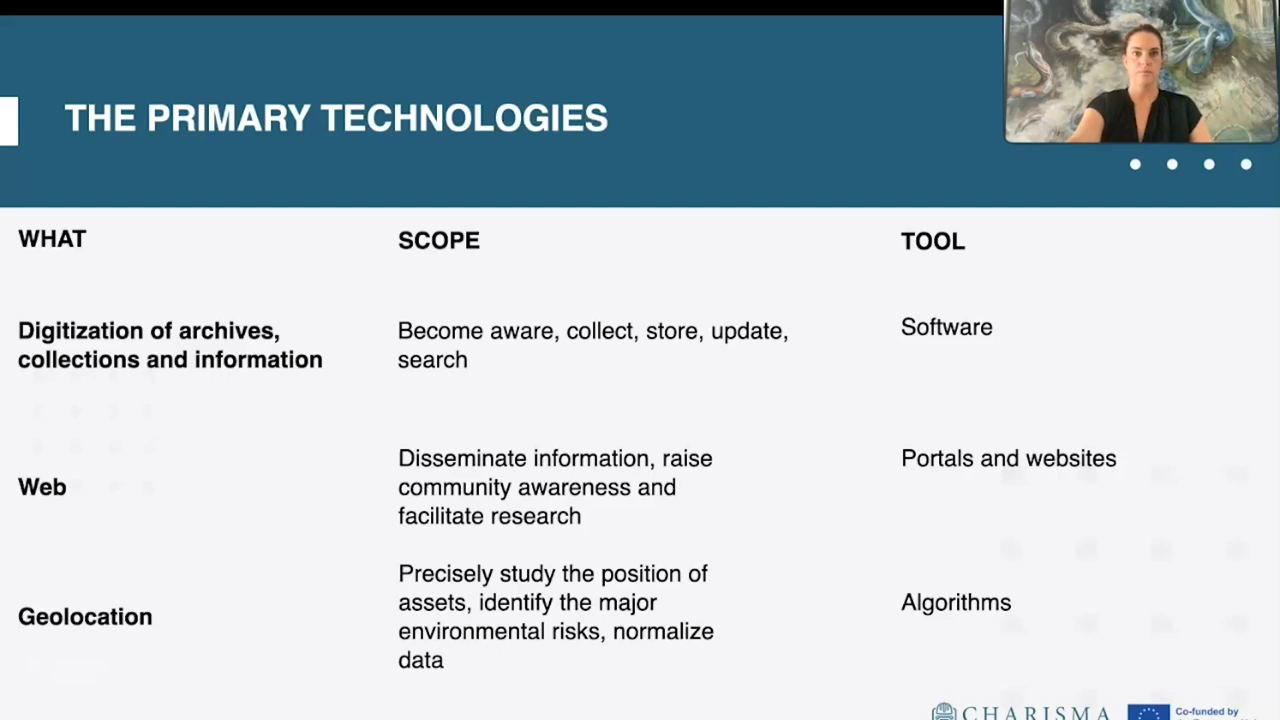 THE PRIMARY TECHNOLOGIES
WHAT
SCOPE
TOOL
Digitization of archives,
collections and information
Become aware, collect, store, update,
search
Software
Web
Disseminate information, raise
community awareness and
facilitate research
Portals and websites
Geolocation
Precisely study the position of
assets, identify the major
environmental risks, normalize
data
Algorithms
CHARISMA
Co-funded by